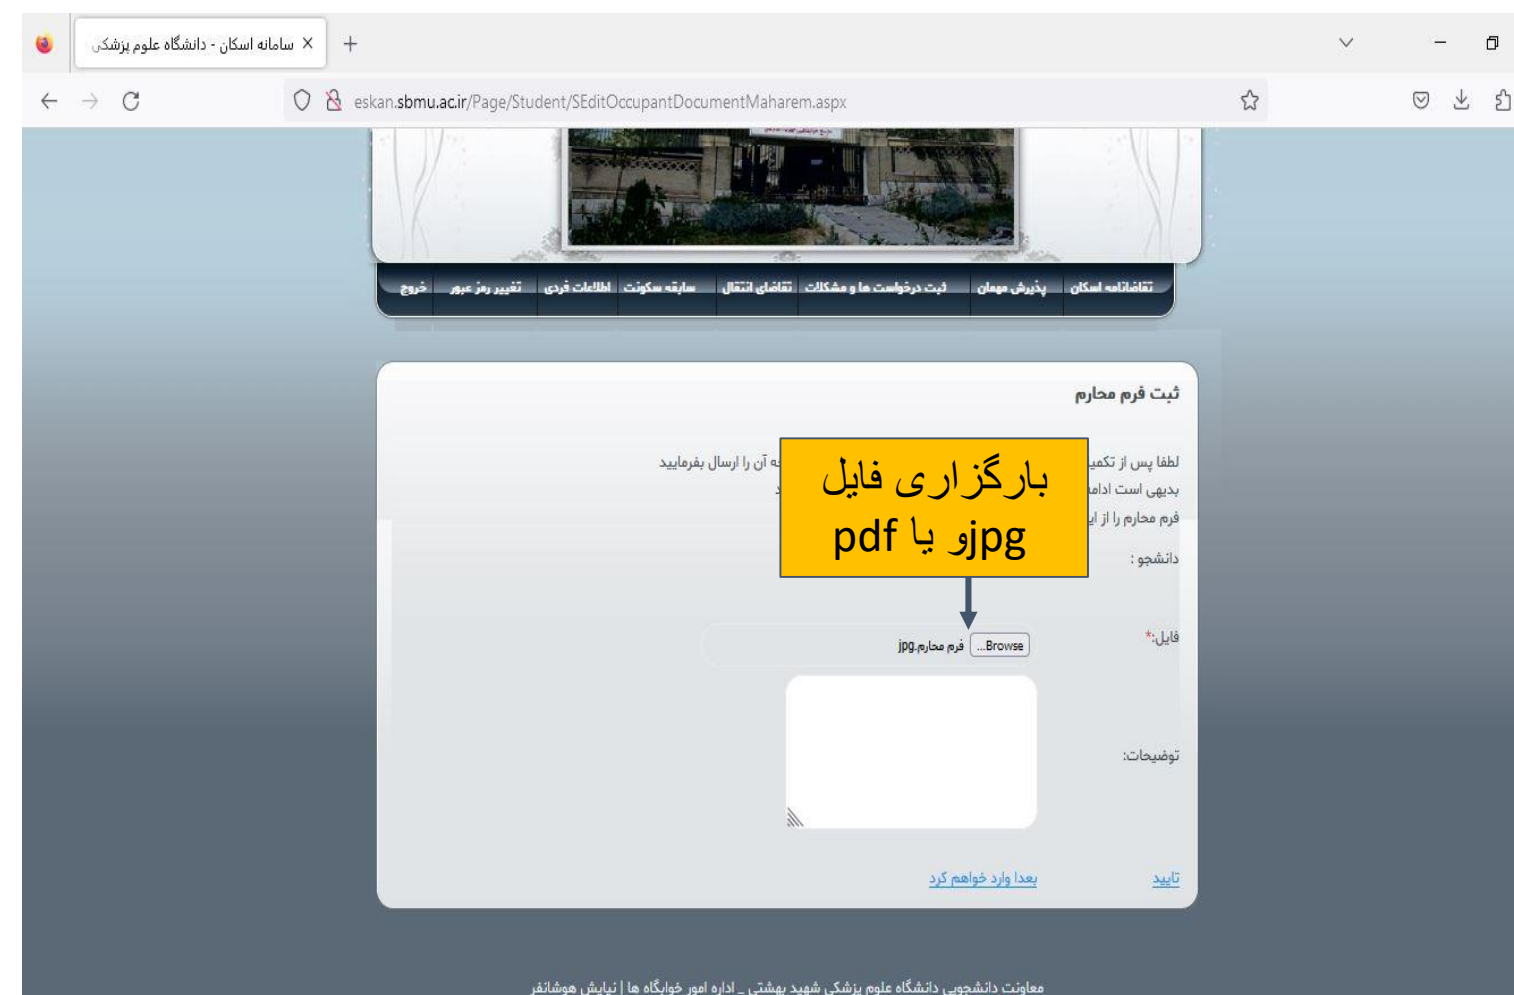 سامانه اسکان - دانشگاه علوم پزشکی
eskan.sbmu.ac.ir/Page/Student/SEditOccupantDocumentMaharem.aspx
تقاضانامه اسکان پذیرش مهمان ثبت درخواست ها و مشکلات تقاضای انتقال سابقه سکونت اطلاعات فردی تغییر رمز عبور خروج
ثبت فرم محارم
لطفا پس از تکمیل آن را ارسال بفرمایید
بدیهی است ادامه
فرم محارم را از
بارگزاری فایل
jpgو یا pdf
دانشجو :
فایل:*
Browse... فرم محارم.jpg
توضیحات:
تایید
بعدا وارد خواهم کرد
معاونت دانشجویی دانشگاه علوم پزشکی شهید بهشتی _ اداره امور خوابگاه ها | نیایش هوشانفر